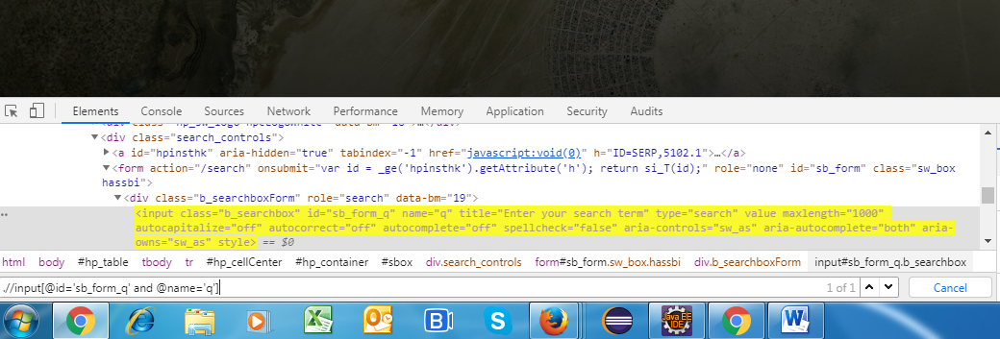 Elements Console Sources Network Performance Memory Application Security Audits
▼<div class="search_controls">
▶<a id="hpinsthk" aria-hidden="true" tabindex="-1" href="javascript:void(0)" h="ID=SERP,5102.1">…</a>
▼<form action="/search" onsubmit="var id = _ge('hpinsthk').getAttribute('h'); return si_T(id);" role="none" id="sb_form" class="sw_box
hassbi">
▼<div class="b_searchboxForm" role="search" data-bm="19">
… <input class="b_searchbox" id="sb_form_q" name="q" title="Enter your search term" type="search" value maxlength="1000"
autocapitalize="off" autocorrect="off" autocomplete="off" spellcheck="false" aria-controls="sw_as" aria-autocomplete="both" aria-
owns="sw_as" style> == $0
html body #hp_table tbody tr #hp_cellCenter #hp_container #sbox div.search_controls form#sb_form.sw_box.hassbi div.b_searchboxForm input#sb_form_q.b_searchbox
.//input[@id='sb_form_q' and @name='q'] 1 of 1 Cancel
B S Java EE IDE W